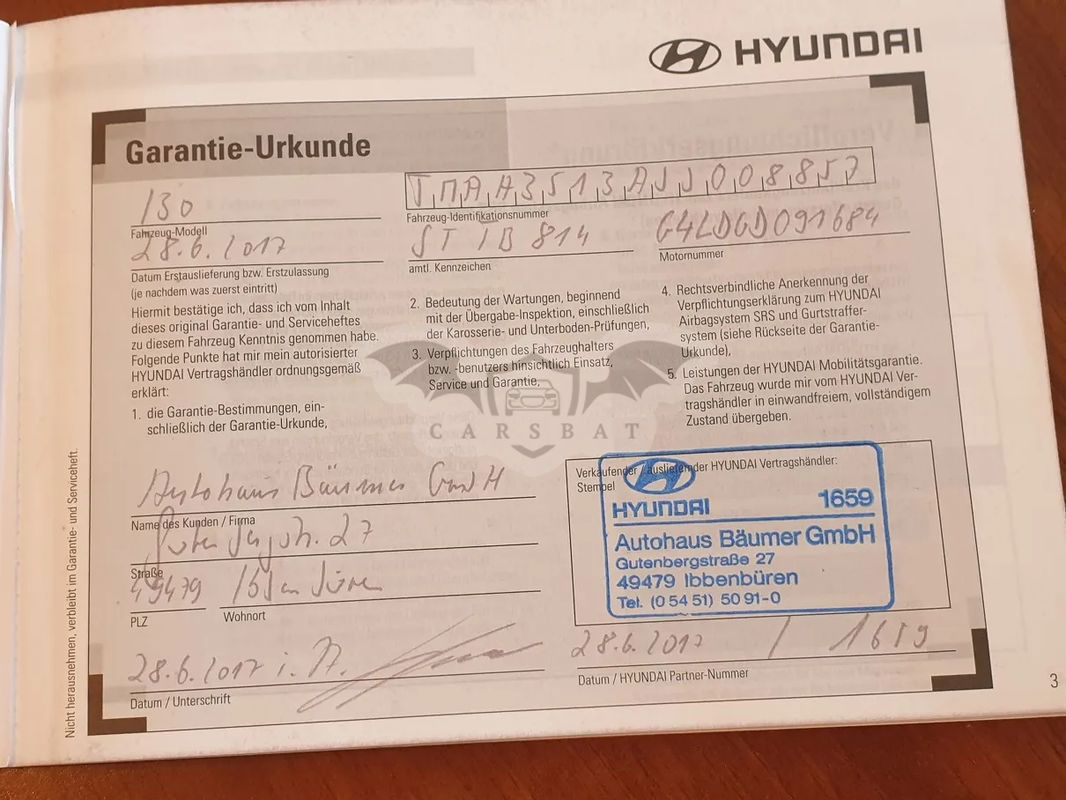 HYUNDAI
Garantie-Urkunde
I30
Fahrzeug-Modell
TMAH3513AJJ008857
Fahrzeug-Identifikationsnummer
28.6.2017
Datum Erstauslieferung bzw. Erstzulassung
(je nachdem was zuerst eintritt)
ST IB 814
amtl. Kennzeichen
G4LDGD091684
Motornummer
Hiermit bestätige ich, dass ich vom Inhalt
dieses original Garantie- und Serviceheftes
zu diesem Fahrzeug Kenntnis genommen habe.
Folgende Punkte hat mir mein autorisierter
HYUNDAI Vertragshändler ordnungsgemäß
erklärt:
1. die Garantie-Bestimmungen, ein-
schließlich der Garantie-Urkunde,
2. Bedeutung der Wartungen, beginnend
mit der Übergabe-Inspektion, einschließlich
der Karosserie- und Unterboden-Prüfungen,
3. Verpflichtungen des Fahrzeughalters
bzw. -benutzers hinsichtlich Einsatz,
Service und Garantie,
4. Rechtsverbindliche Anerkennung der
Verpflichtungserklärung zum HYUNDAI
Airbagsystem SRS und Gurtstraffer-
system (siehe Rückseite der Garantie-
Urkunde),
5. Leistungen der HYUNDAI Mobilitätsgarantie.
Das Fahrzeug wurde mir vom HYUNDAI Ver-
tragshändler in einwandfreiem, vollständigem
Zustand übergeben.
CARSBAT
Autohaus Bäumer GmbH
Name des Kunden / Firma
27
Straße
49479 Ibbenbüren
PLZ Wohnort
28.6.2017 i.A.
Datum / Unterschrift
Verkaufender / ausliefernder HYUNDAI Vertragshändler:
Stempel
HYUNDAI 1659
Autohaus Bäumer GmbH
Gutenbergstraße 27
49479 Ibbenbüren
Tel. (0 54 51) 50 91-0
28.6.2017 / 1659
Datum / HYUNDAI Partner-Nummer
Nicht herausnehmen, verbleibt im Garantie- und Serviceheft.
3